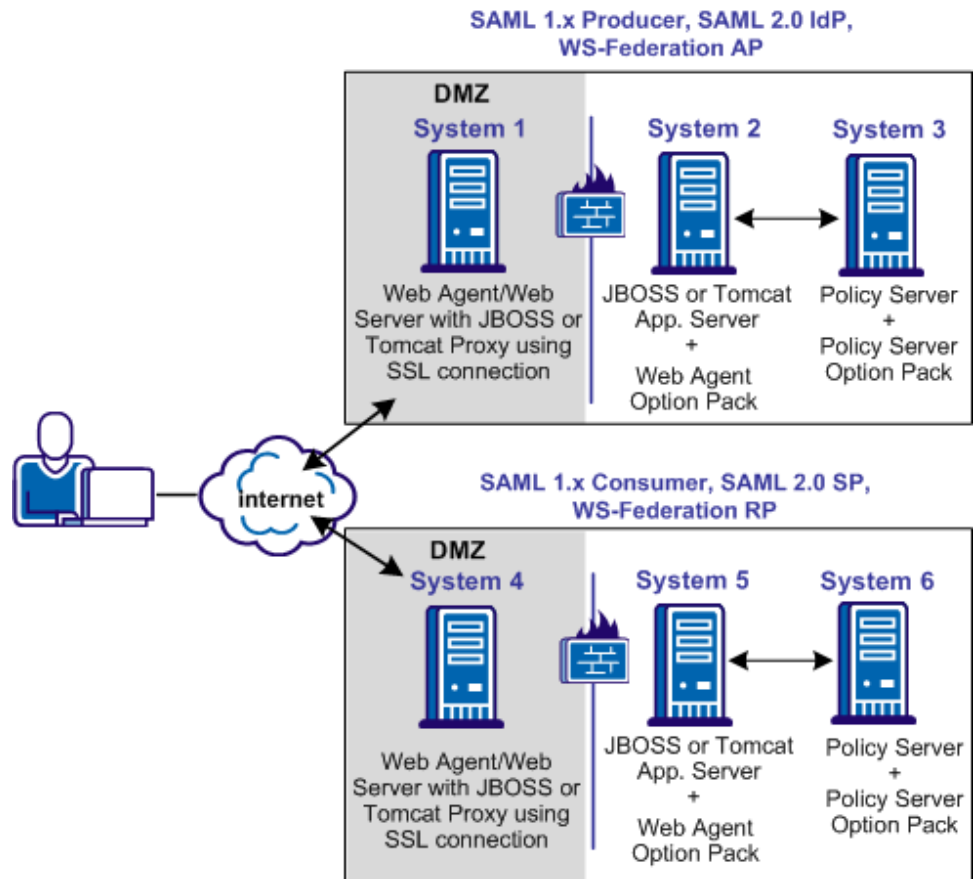 SAML 1.x Producer, SAML 2.0 IdP,
WS-Federation AP
DMZ
System 1
System 2
System 3
Web Agent/Web
Server with JBOSS or
Tomcat Proxy using
SSL connection
JBOSS or Tomcat
App. Server
+
Web Agent
Option Pack
Policy Server
+
Policy Server
Option Pack
internet
SAML 1.x Consumer, SAML 2.0 SP,
WS-Federation RP
DMZ
System 4
System 5
System 6
Web Agent/Web
Server with JBOSS or
Tomcat Proxy using
SSL connection
JBOSS or Tomcat
App. Server
+
Web Agent
Option Pack
Policy Server
+
Policy Server
Option Pack